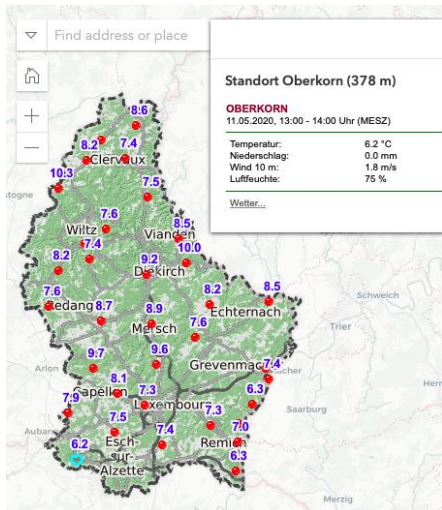 Find address or place
Standort Oberkorn (378 m)
OBERKORN
11.05.2020, 13:00 - 14:00 Uhr (MESZ)
Temperatur: 6.2 °C
Niederschlag: 0.0 mm
Wind 10 m: 1.8 m/s
Luftfeuchte: 75 %
Wetter...
8.6
8.2
7.4
Clervaux
10.3
7.5
7.6
Wiltz
7.4
8.5
Vianden
10.0
8.2
9.2
Diekirch
7.6
Redang
8.2
8.5
Echternach
Schweich
8.7
8.9
Mersch
7.6
Trier
Arlon
9.7
9.6
Grevenmacher
7.4
8.1
Capellen
7.3
Luxembourg
6.3
Saarburg
7.9
7.5
7.4
7.3
7.0
6.2
Esch-
sur-
Alzette
6.3
Merzig